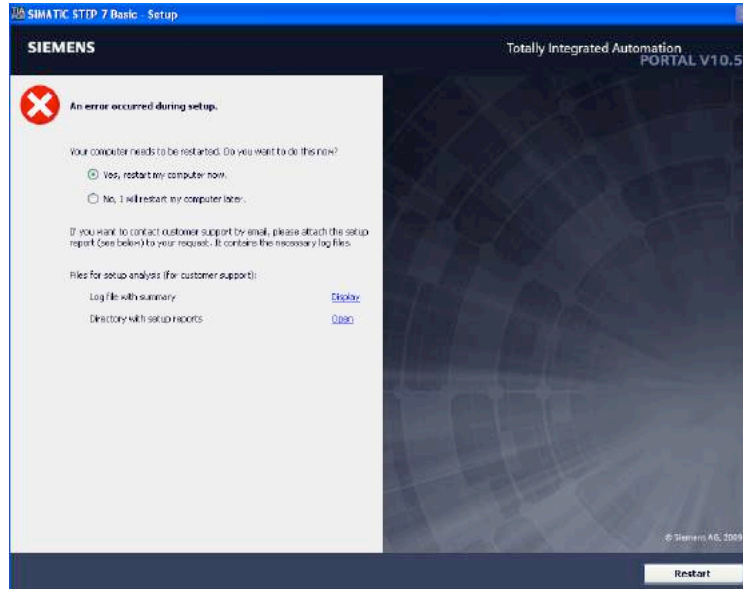 SIMATIC STEP 7 Basic - Setup
SIEMENS
Totally Integrated Automation
PORTAL V10.5
An error occurred during setup.
Your computer needs to be restarted. Do you want to do this now?
Yes, restart my computer now.
No, I will restart my computer later.
If you want to contact customer support by email, please attach the setup
report (see below) to your request. It contains the necessary log files.
Files for setup analysis (for customer support):
Log file with summary Display
Directory with setup reports Open
© Siemens AG, 2009
Restart